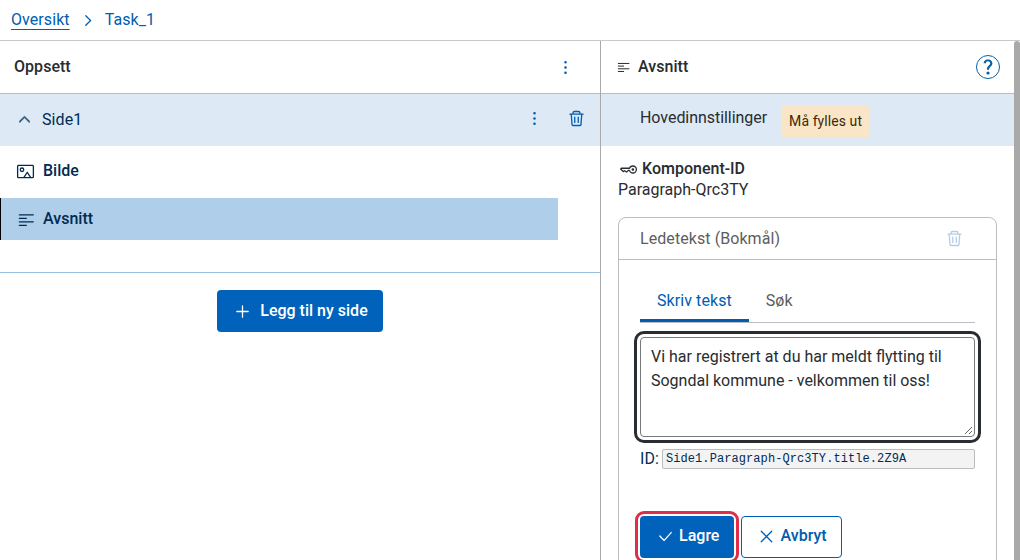 Oversikt > Task_1
Oppsett
Avsnitt
?
Side1
Hovedinnstillinger
Må fylles ut
Bilde
Komponent-ID
Paragraph-Qrc3TY
Avsnitt
Ledetekst (Bokmål)
Legg til ny side
Skriv tekst
Søk
Vi har registrert at du har meldt flytting til
Sogndal kommune - velkommen til oss!
ID: Side1.Paragraph-Qrc3TY.title.2Z9A
Lagre
Avbryt